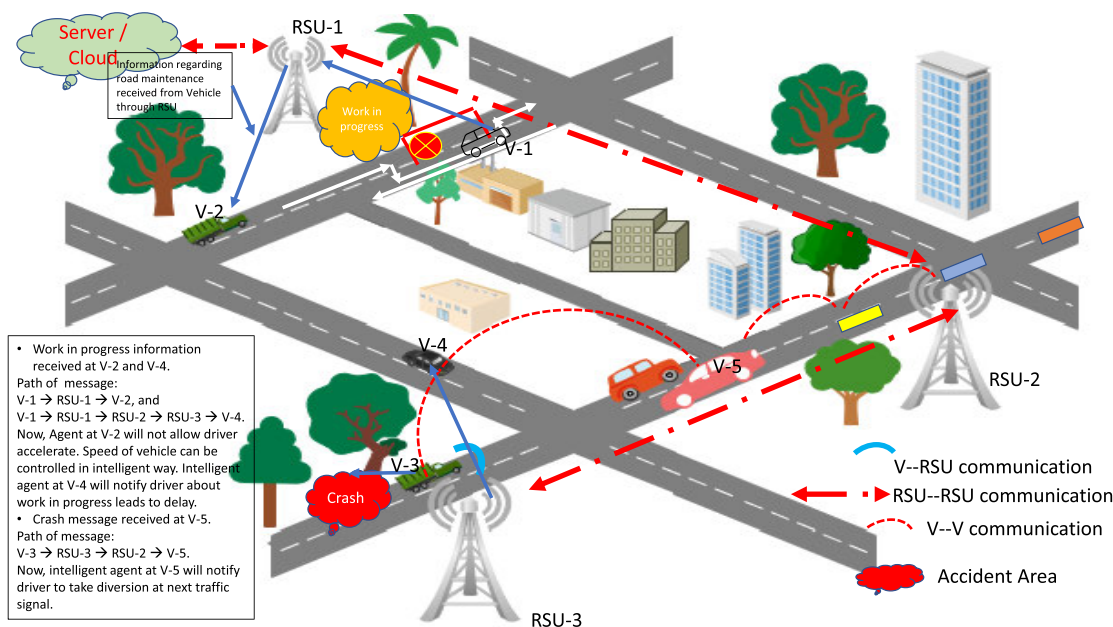 Server /
Cloud
RSU-1
Information regarding
road maintenance
received from Vehicle
through RSU
Work in
progress
V-1
V-2
V-4
V-5
RSU-2
V-3
Crash
RSU-3
• Work in progress information
received at V-2 and V-4.
Path of message:
V-1 → RSU-1 → V-2, and
V-1 → RSU-1 → RSU-2 → RSU-3 → V-4.
Now, Agent at V-2 will not allow driver
accelerate. Speed of vehicle can be
controlled in intelligent way. Intelligent
agent at V-4 will notify driver about
work in progress leads to delay.
• Crash message received at V-5.
Path of message:
V-3 → RSU-3 → RSU-2 → V-5.
Now, intelligent agent at V-5 will notify
driver to take diversion at next traffic
signal.
V--RSU communication
RSU--RSU communication
V--V communication
Accident Area